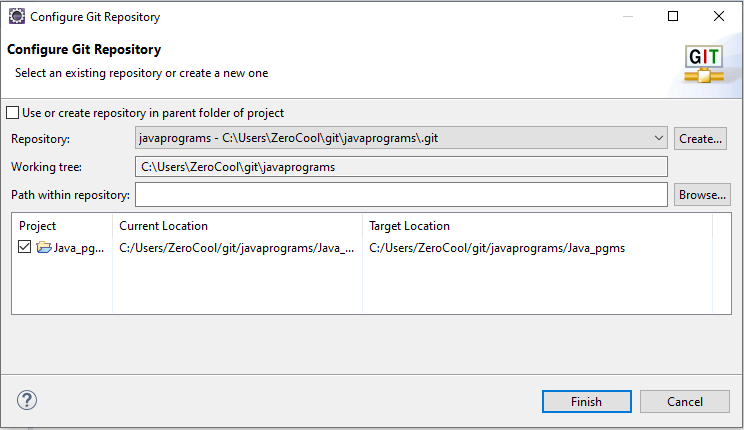 Configure Git Repository
Configure Git Repository
Select an existing repository or create a new one
GIT
Use or create repository in parent folder of project
Repository: javaprograms - C:\Users\ZeroCool\git\javaprograms\.git Create...
Working tree: C:\Users\ZeroCool\git\javaprograms
Path within repository: Browse...
Project Current Location Target Location
Java_pg... C:/Users/ZeroCool/git/javaprograms/Java_... C:/Users/ZeroCool/git/javaprograms/Java_pgms
? Finish Cancel